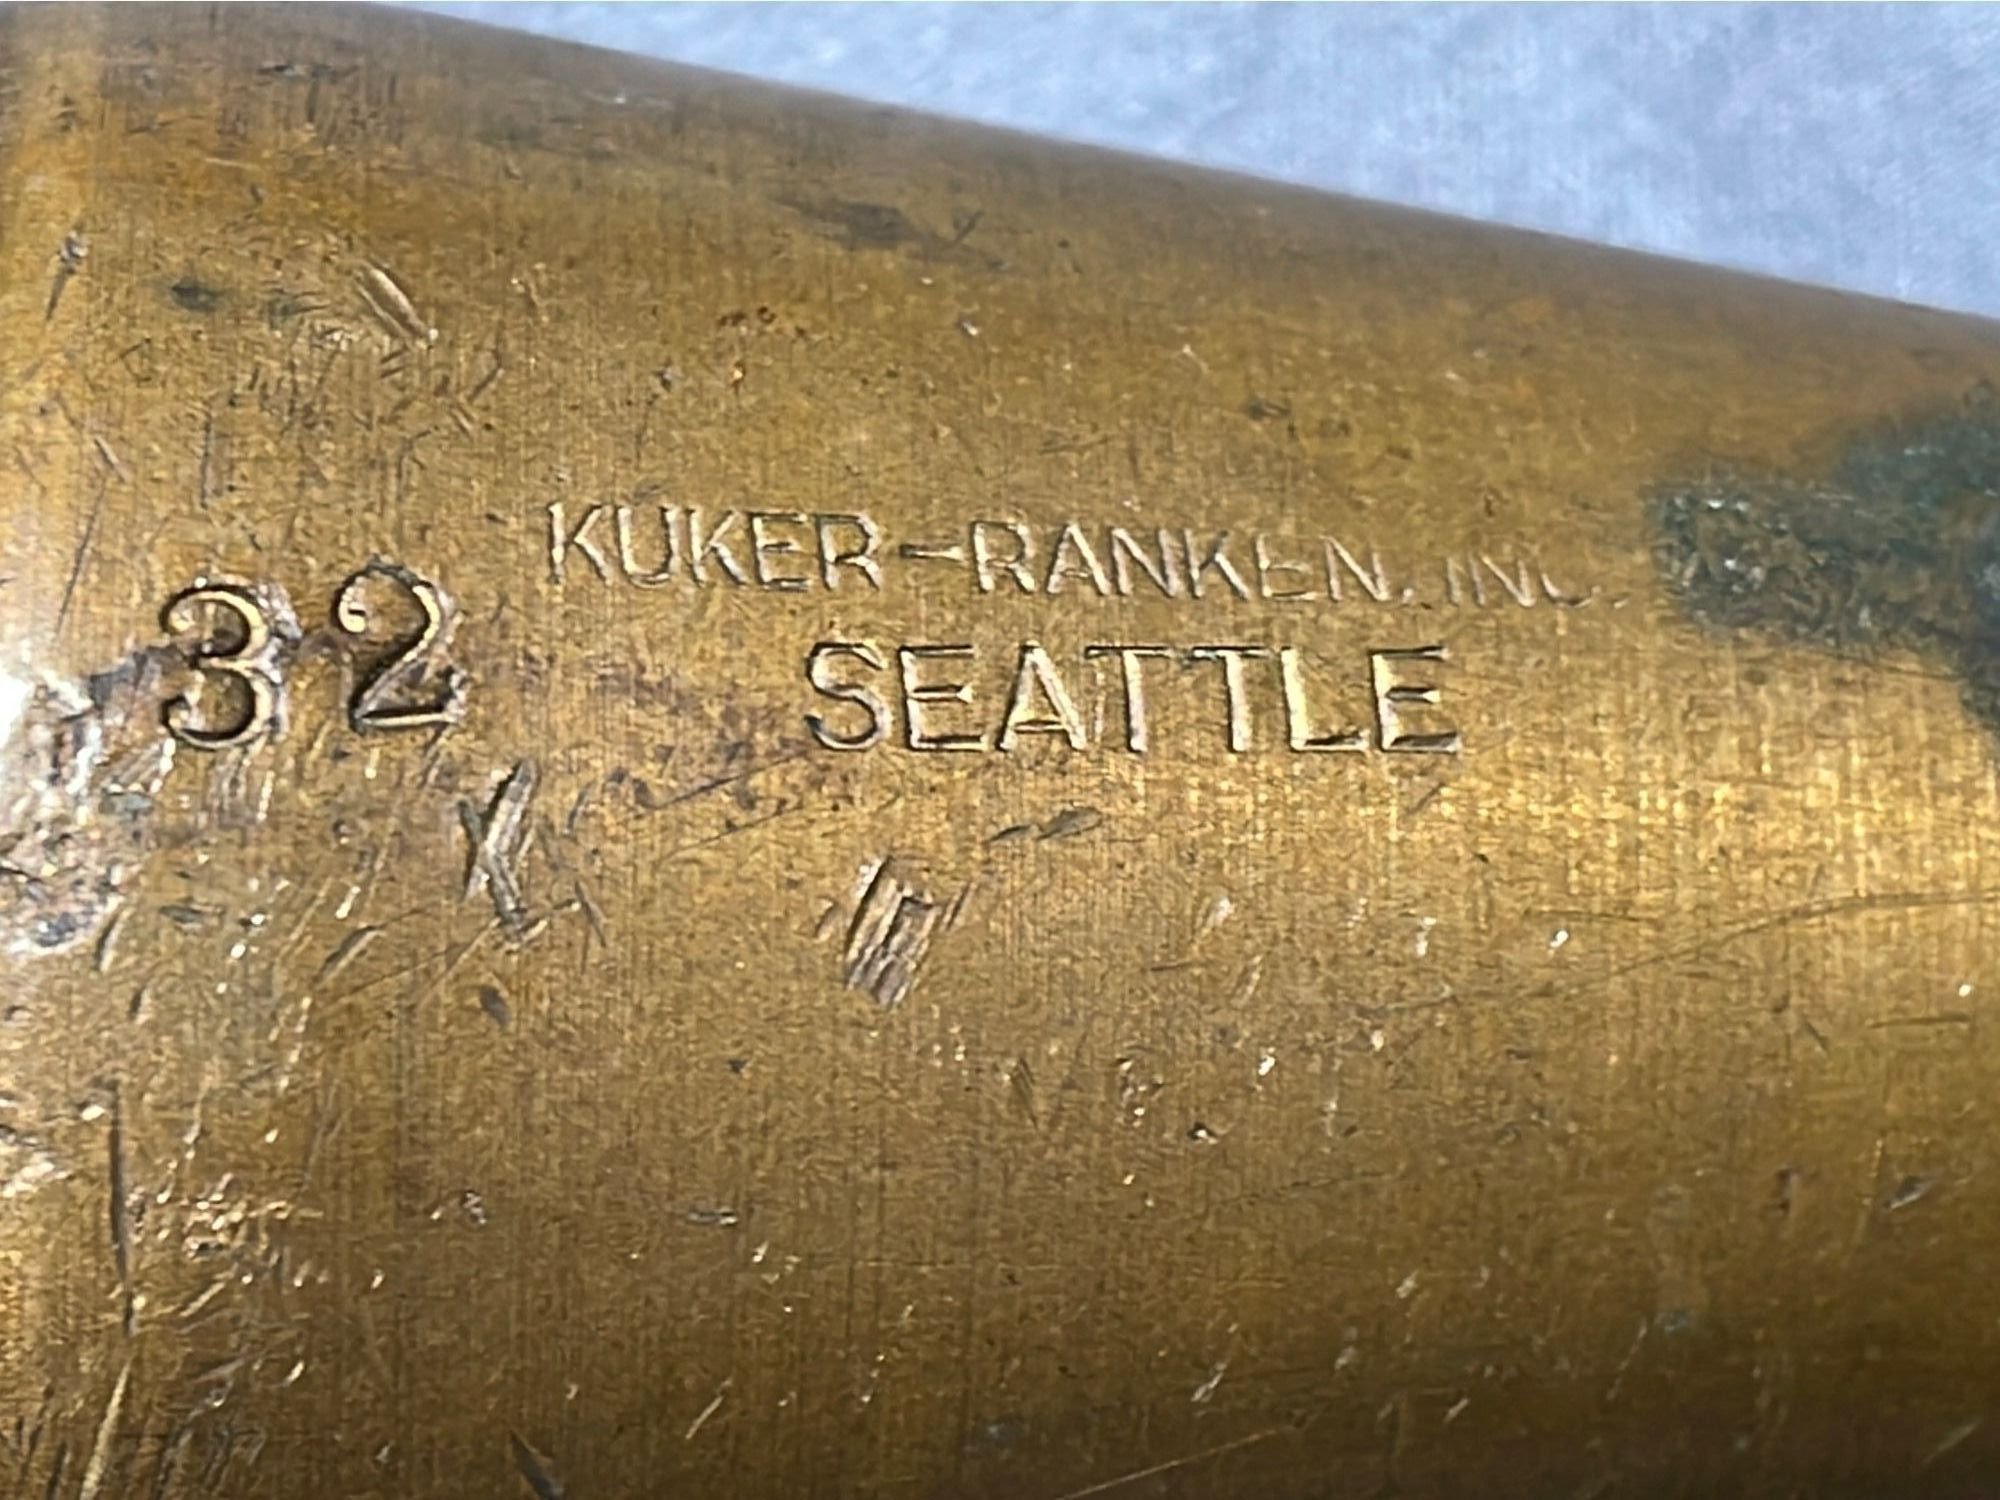 KUKER-RANKEN, INC.
32 SEATTLE